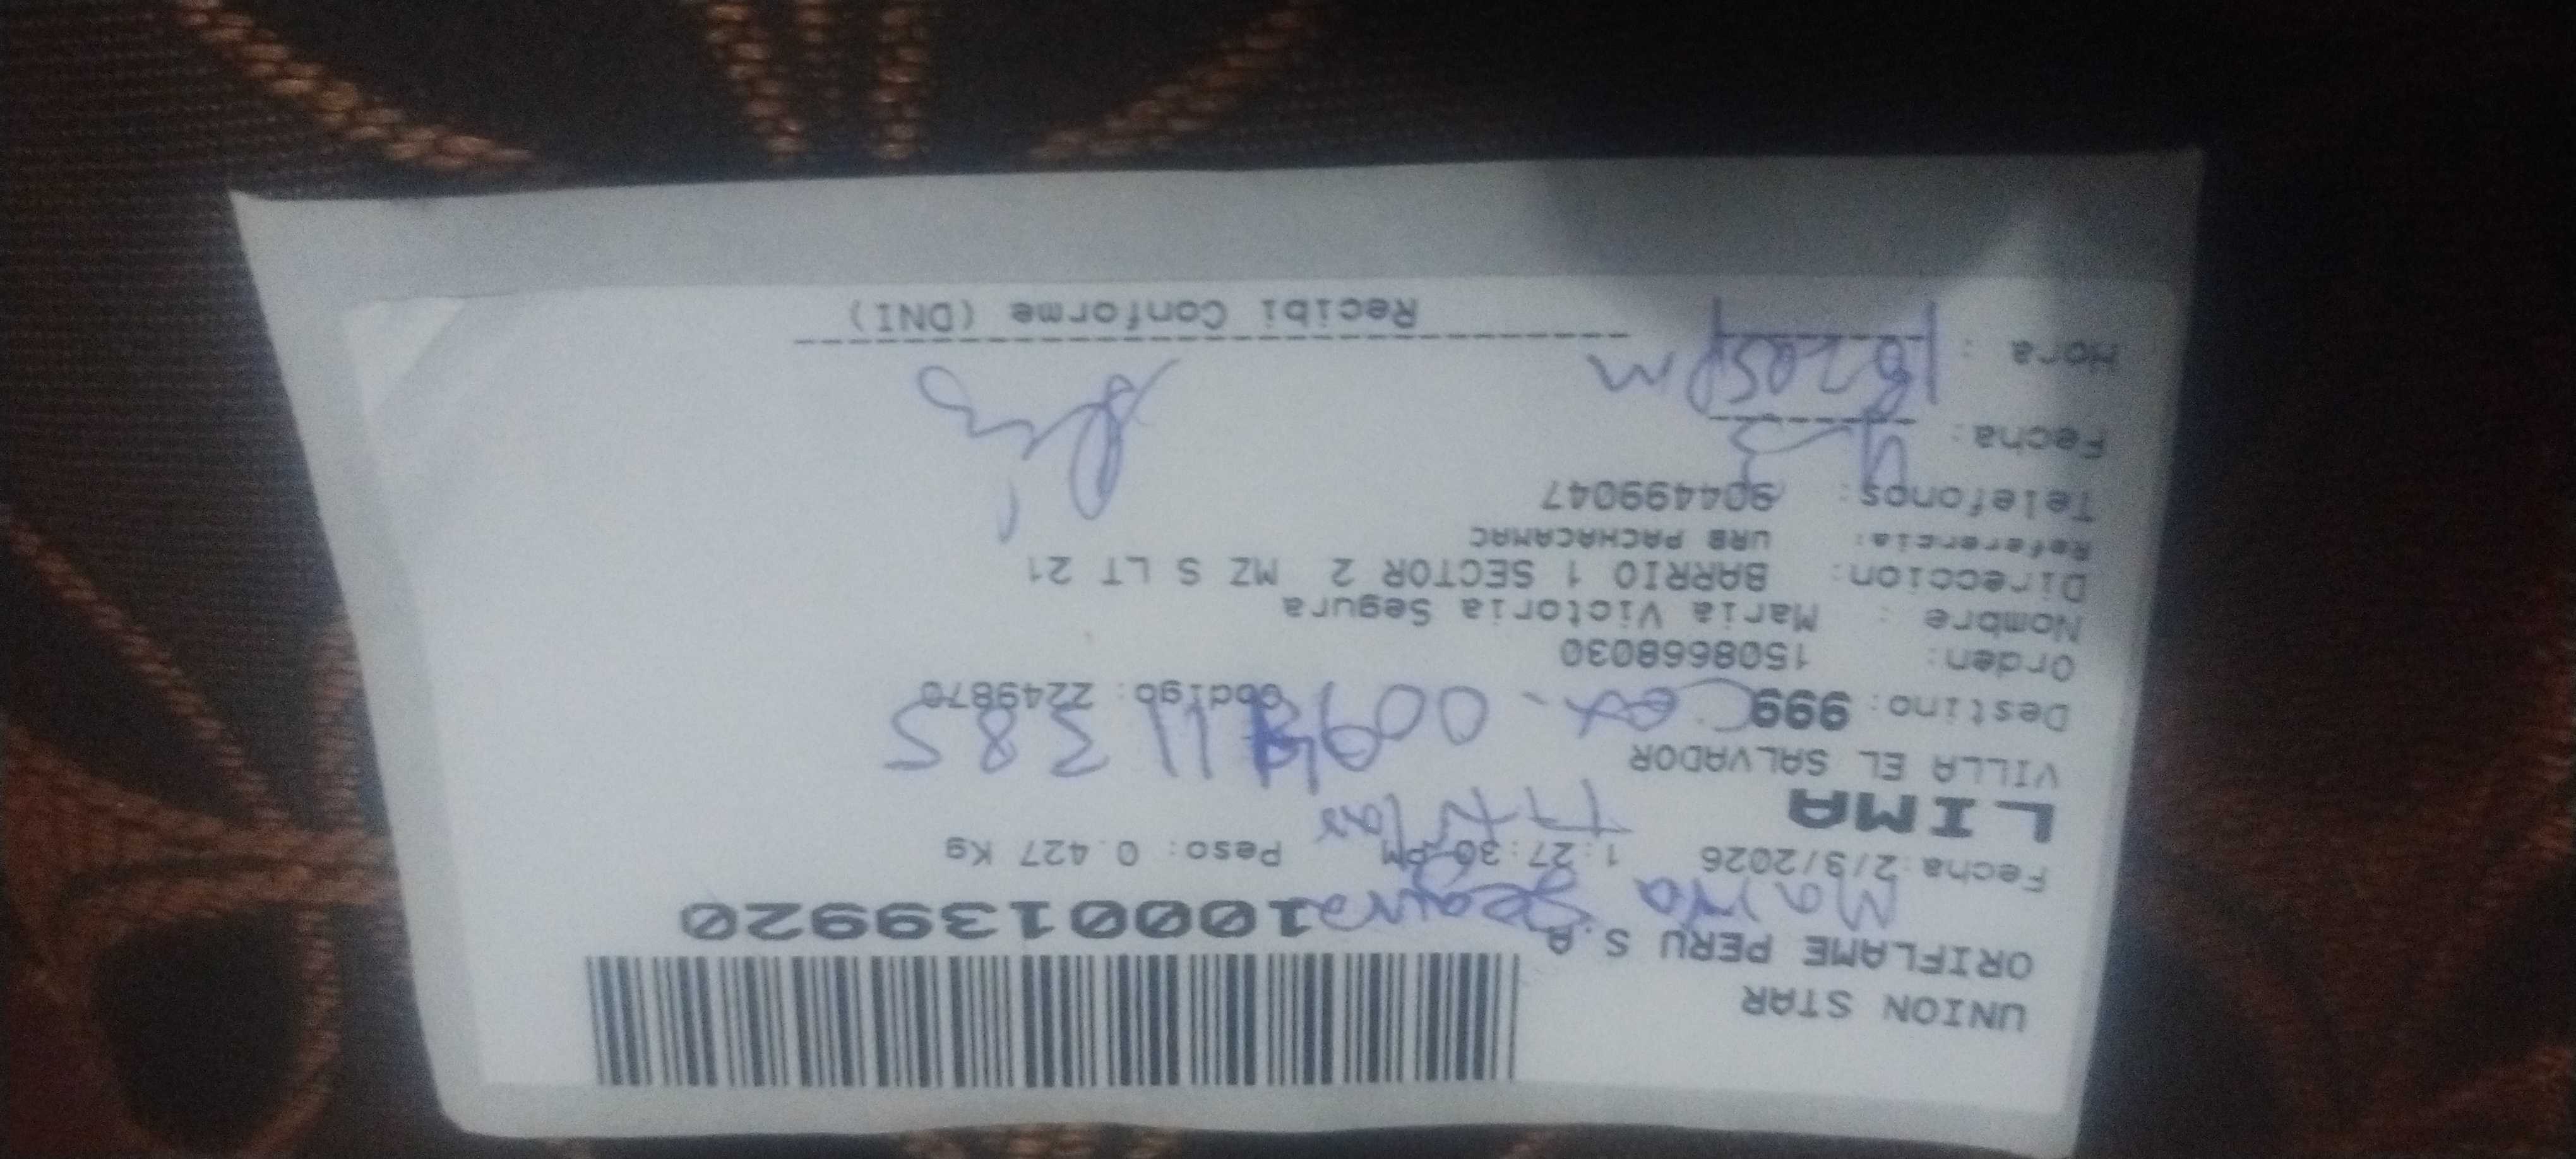 UNION STAR
ORIFLAME PERU S.A
1000139920
Maria Segura
Fecha: 2/3/2026 1:27:36 PM Peso: 0.427 Kg
LIMA
VILLA EL SALVADOR
Destino: 999 Codigo: 2249870
Orden: 1508668030
Nombre : Maria Victoria Segura
Direccion: BARRIO 1 SECTOR 2 MZ S LT 21
Referencia: URB PACHACAMAC
Telefonos: 904499047
Fecha:
Hora :
Recibi Conforme (DNI)